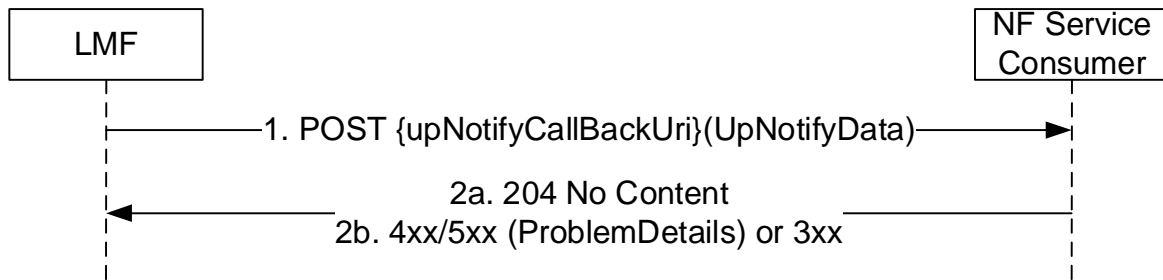 LMF
NF Service
Consumer
1. POST {upNotifyCallBackUri}(UpNotifyData)
2a. 204 No Content
2b. 4xx/5xx (ProblemDetails) or 3xx